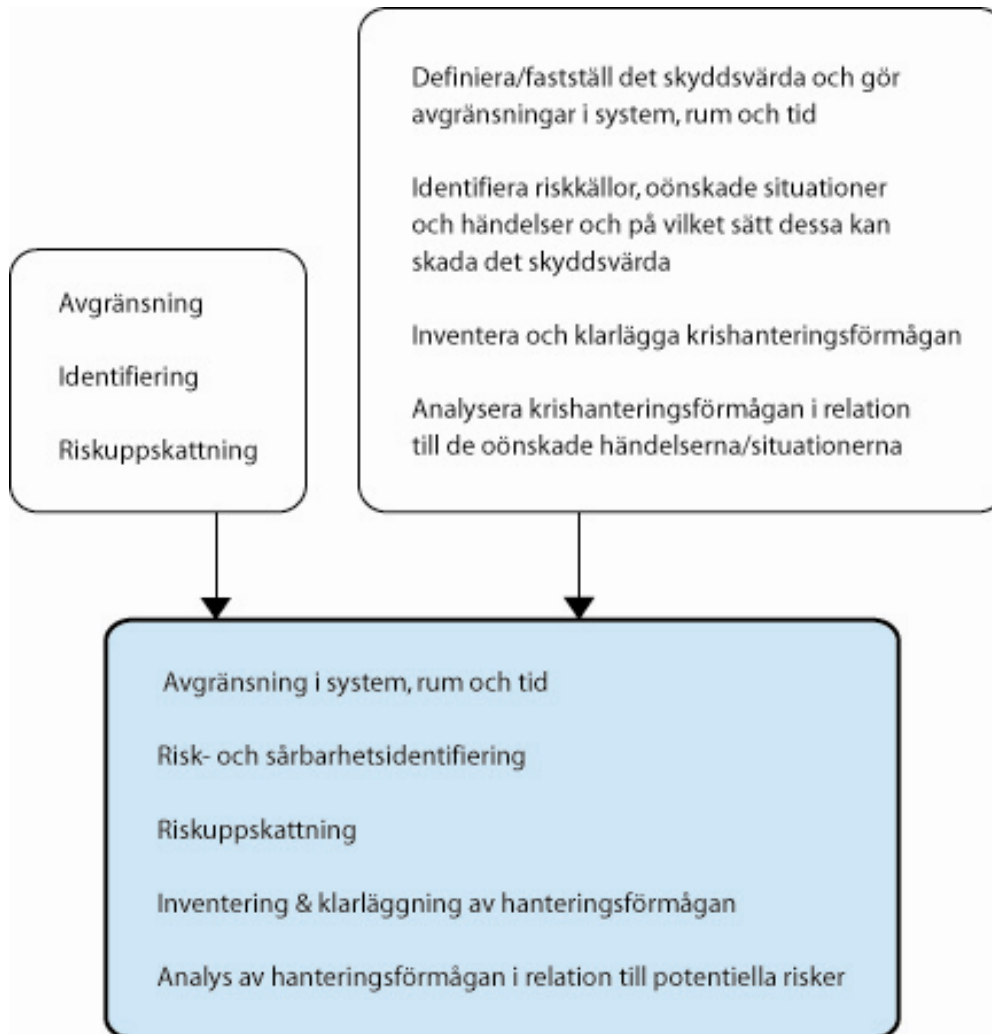 Definiera/fastställ det skyddsvärda och gör
avgränsningar i system, rum och tid
Identifiera riskkällor, oönskade situationer
och händelser och på vilket sätt dessa kan
skada det skyddsvärda
Inventera och klarlägga krishanteringsförmågan
Analysera krishanteringsförmågan i relation
till de oönskade händelserna/situationerna
Avgränsning
Identifiering
Riskuppskattning
Avgränsning i system, rum och tid
Risk- och sårbarhetsidentifiering
Riskuppskattning
Inventering & klarläggning av hanteringsförmågan
Analys av hanteringsförmågan i relation till potentiella risker